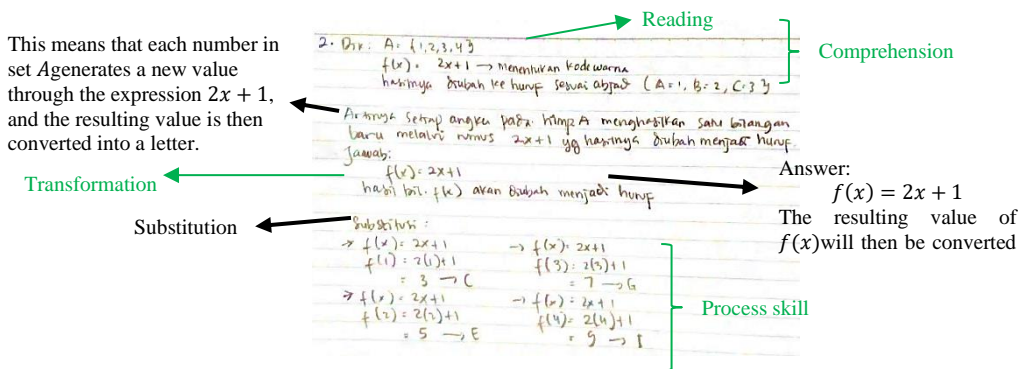 Reading
Comprehension
This means that each number in
set Agenerates a new value
through the expression 2x + 1,
and the resulting value is then
converted into a letter.
Transformation
Substitution
2. Dik: A = {1,2,3,4}
f(x) = 2x+1 → menentukan kode warna
hasilnya diubah ke huruf sesuai abjad (A=1, B=2, C=3}
Artinya setiap angka pada himp A menghasilkan satu bilangan
baru melalui rumus 2x+1 yg hasilnya diubah menjadi huruf.
Jawab:
f(x) = 2x+1
hasil bil. f(x) akan diubah menjadi huruf
Substitusi :
→ f(x) = 2x+1
f(1) = 2(1)+1
= 3 → C
→ f(x) = 2x+1
f(2) = 2(2)+1
= 5 → E
→ f(x) = 2x+1
f(3) = 2(3)+1
= 7 → G
→ f(x) = 2x+1
f(4) = 2(4)+1
= 9 → I
Answer:
f(x) = 2x + 1
The resulting value of
f(x)will then be converted
Process skill